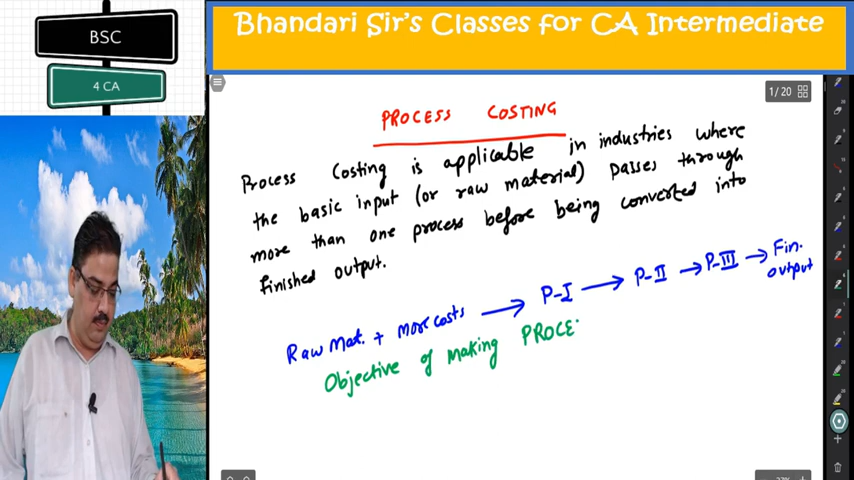 BSC
4 CA
Bhandari Sir's Classes for CA Intermediate
1/20
PROCESS COSTING
Process Costing is applicable in industries where
the basic input (or raw material) passes through
more than one process before being converted into
finished output.
Raw Mat. + More costs → P-I → P-II → P-III → Fin. output
Objective of making PROCE